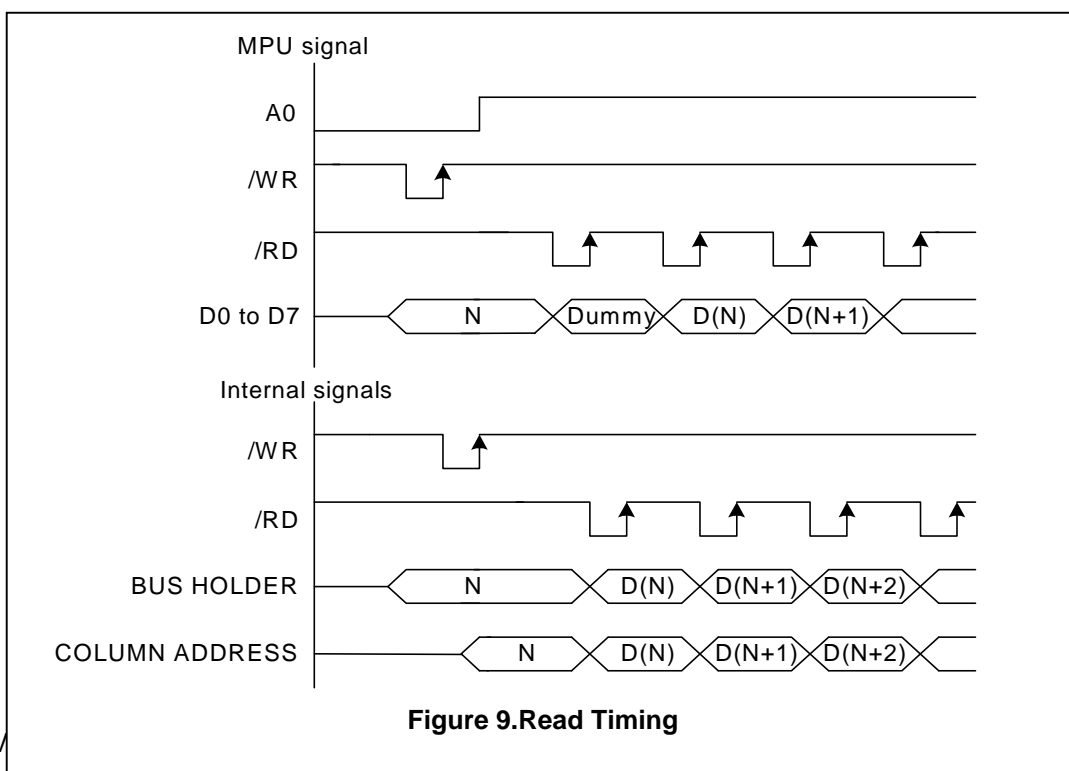 MPU signal
A0
/WR
/RD
D0 to D7 N Dummy D(N) D(N+1)
Internal signals
/WR
/RD
BUS HOLDER N D(N) D(N+1) D(N+2)
COLUMN ADDRESS N D(N) D(N+1) D(N+2)
Figure 9.Read Timing
/